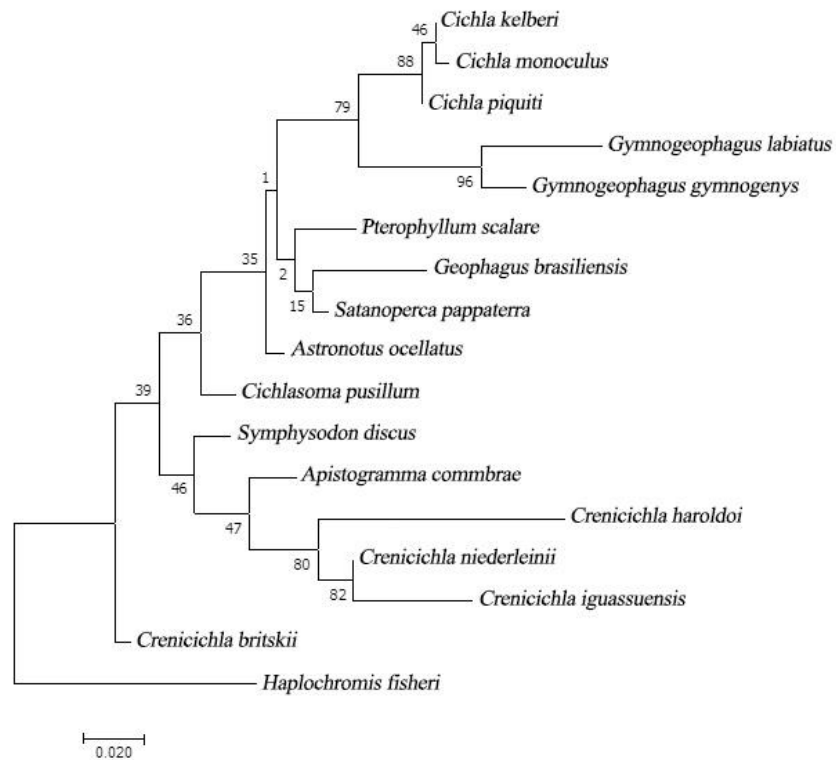 Cichla kelberi
46
Cichla monoculus
88
Cichla piquiti
79
Gymnogeophagus labiatus
96
Gymnogeophagus gymnogenys
1
Pterophyllum scalare
35
2
Geophagus brasiliensis
15
Satanoperca pappaterra
36
Astronotus ocellatus
39
Cichlasoma pusillum
Symphysodon discus
46
Apistogramma commbrae
47
Crenicichla haroldoi
80
Crenicichla niederleinii
82
Crenicichla iguassuensis
Crenicichla britskii
Haplochromis fisheri
0.020